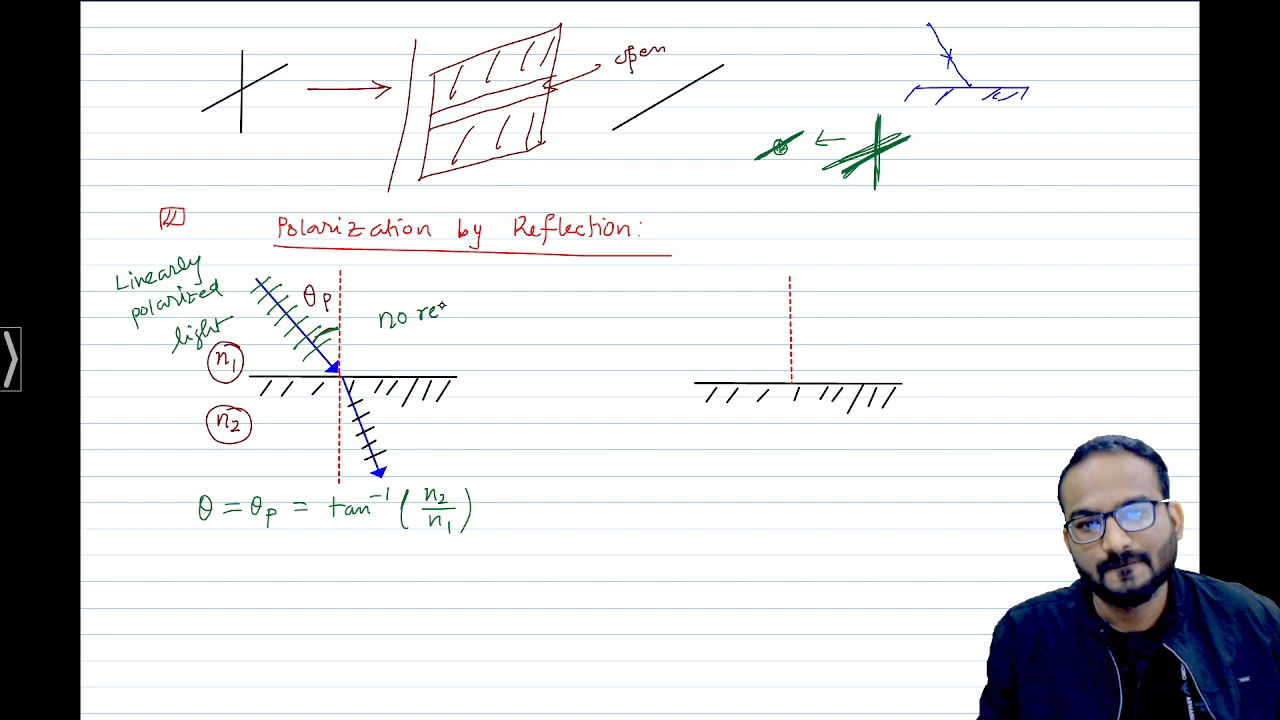 open
Polarization by Reflection:
Linearly
polarized
light
θp
no re
n1
n2
θ = θp = tan⁻¹ (n2/n1)